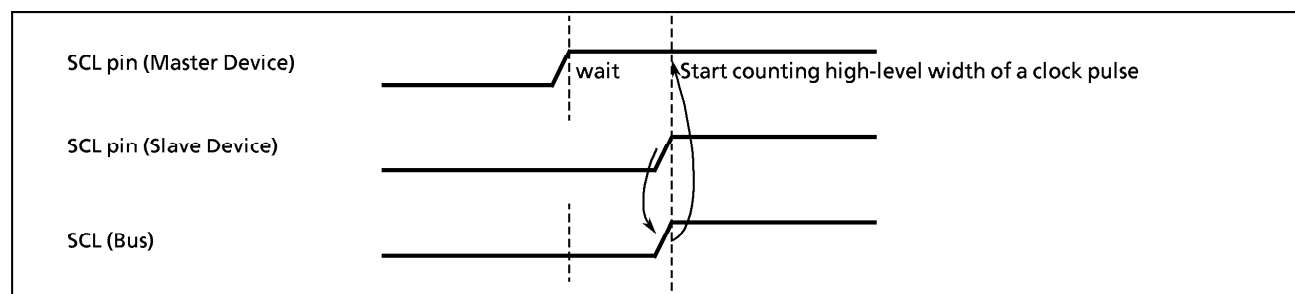 SCL pin (Master Device)
wait
Start counting high-level width of a clock pulse
SCL pin (Slave Device)
SCL (Bus)